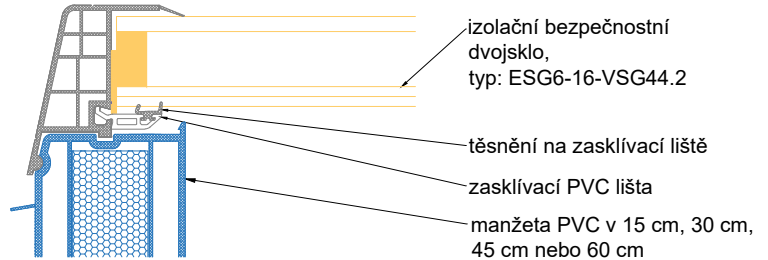 izolační bezpečnostní
dvojsklo,
typ: ESG6-16-VSG44.2
těsnění na zasklívací liště
zasklívací PVC lišta
manžeta PVC v 15 cm, 30 cm,
45 cm nebo 60 cm